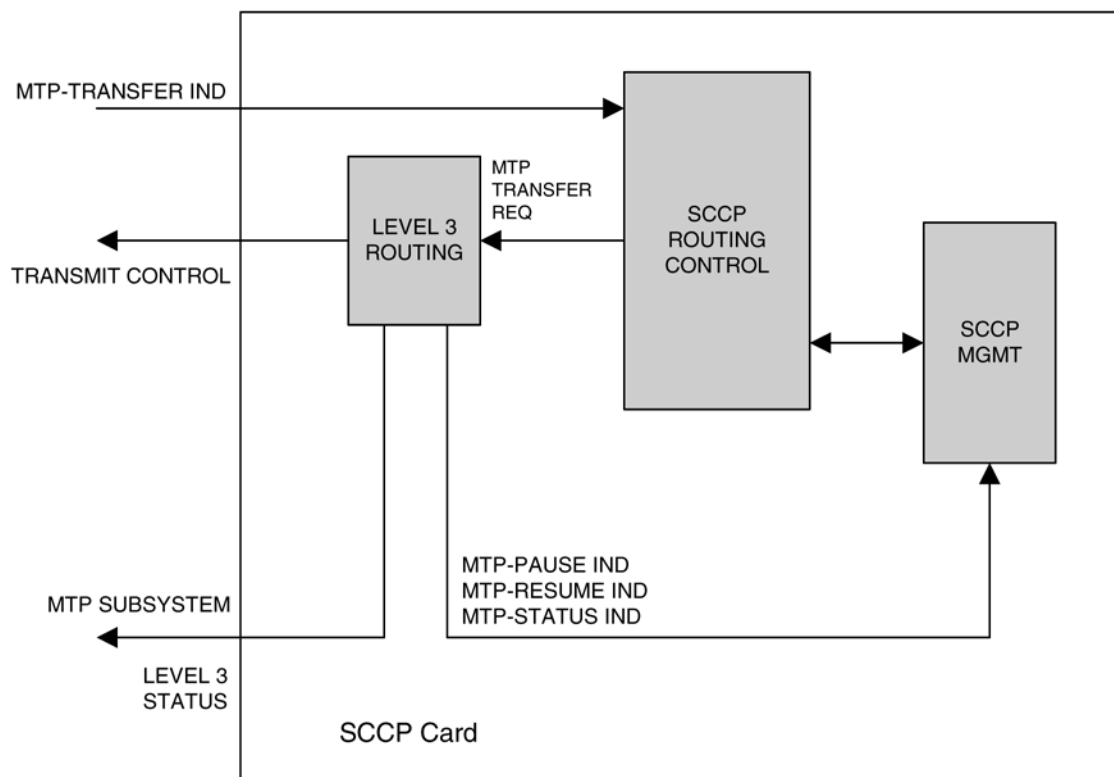 MTP-TRANSFER IND
MTP
TRANSFER
REQ
LEVEL 3
ROUTING
SCCP
ROUTING
CONTROL
TRANSMIT CONTROL
SCCP
MGMT
MTP-PAUSE IND
MTP-RESUME IND
MTP-STATUS IND
MTP SUBSYSTEM
LEVEL 3
STATUS
SCCP Card